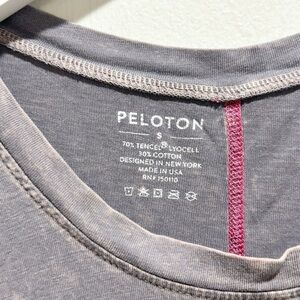 PELOTON
S
70% TENCEL® LYOCELL
30% COTTON
DESIGNED IN NEW YORK
MADE IN USA
RN# 150110